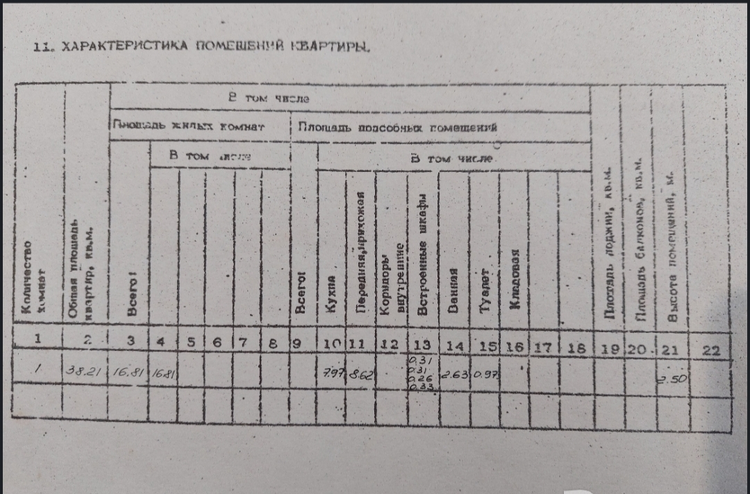 11. ХАРАКТЕРИСТИКА ПОМЕЩЕНИЙ КВАРТИРЫ.
В том числе
Площадь жилых комнат Площадь подсобных помещений
В том числе В том числе
Количество комнат
Общая площадь квартир, кв.м.
Всего:
Всего:
Кухня
Передняя,прихожая
Коридоры внутренние
Встроенные шкафы
Ванная
Туалет
Кладовая
Площадь лоджии, кв.м.
Площадь балконов, кв.м.
Высота помещений, м.
1 2 3 4 5 6 7 8 9 10 11 12 13 14 15 16 17 18 19 20 21 22
1 38.21 16.81 16.81 7.97 8.62 0.31 0.31 0.26 0.33 2.63 0.97 2.50